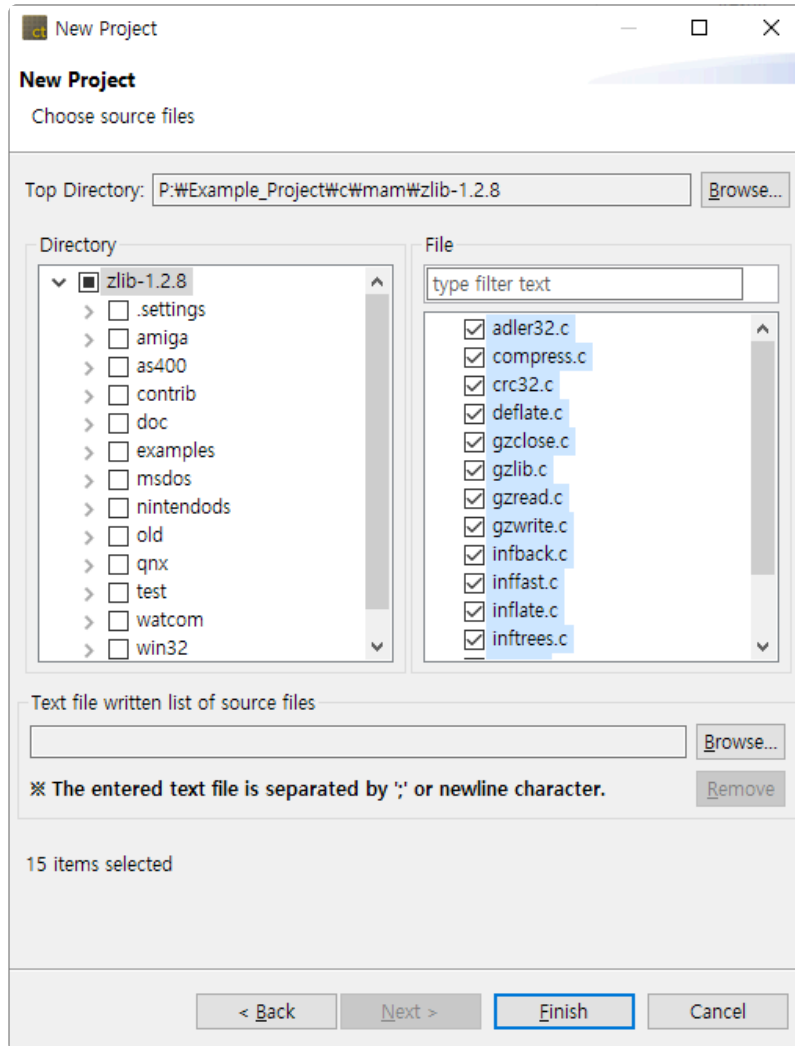 ct New Project
New Project
Choose source files
Top Directory: P:₩Example_Project₩c₩mam₩zlib-1.2.8 Browse...
Directory
zlib-1.2.8
.settings
amiga
as400
contrib
doc
examples
msdos
nintendods
old
qnx
test
watcom
win32
File
type filter text
adler32.c
compress.c
crc32.c
deflate.c
gzclose.c
gzlib.c
gzread.c
gzwrite.c
infback.c
inffast.c
inflate.c
inftrees.c
Text file written list of source files
Browse...
※ The entered text file is separated by ';' or newline character. Remove
15 items selected
< Back Next > Finish Cancel